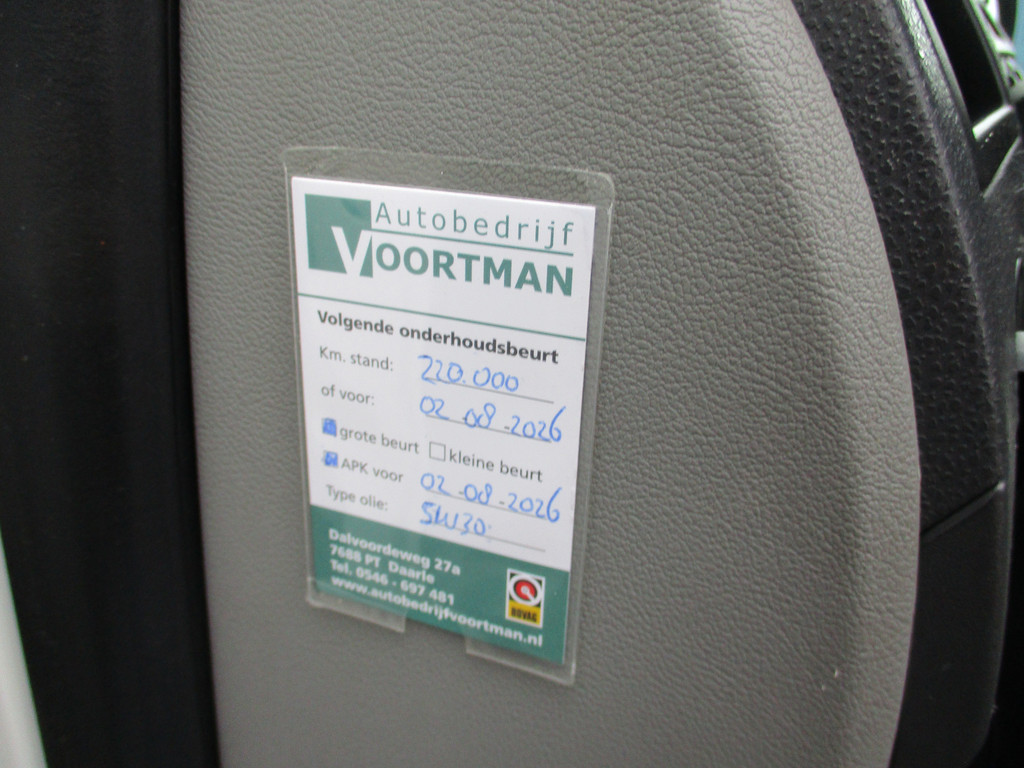 Autobedrijf
VOORTMAN
Volgende onderhoudsbeurt
Km. stand: 220.000
of voor: 02-08-2026
grote beurt kleine beurt
APK voor 02-08-2026
Type olie: 5W30
Dalvoordeweg 27a
7688 PT Daarle
Tel. 0546 - 697 481
www.autobedrijfvoortman.nl
BOVAG